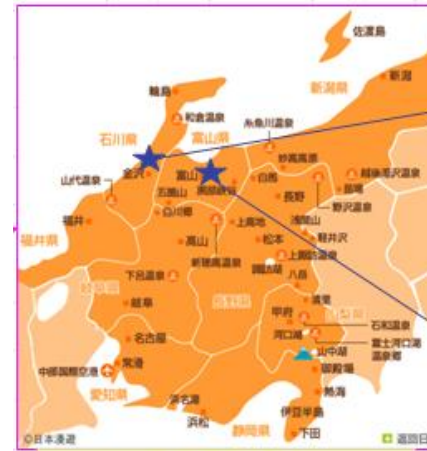 佐渡島
新潟
新潟県
輪島
和倉温泉
糸魚川温泉
石川県
富山県
妙高高原
越後湯沢温泉
金沢
富山
白馬
苗場
山代温泉
五箇山
長野
野沢温泉
白川郷
上高地
浅間山
福井
軽井沢
高山
松本
上諏訪温泉
福井県
新穂高温泉
諏訪湖
八岳
下呂温泉
岐阜県
長野県
清里
岐阜
甲府
石和温泉
河口湖
名古屋
山中湖
富士河口湖
温泉郷
常滑
御殿場
中部国際空港
熱海
愛知県
浜名湖
伊豆半島
浜松
静岡県
下田
©日本漫遊
返回日